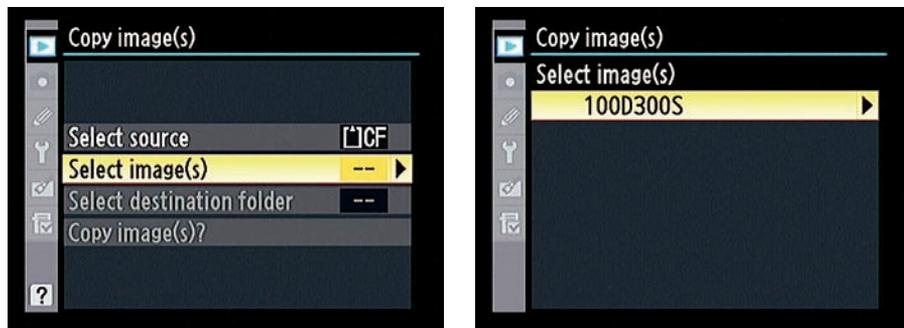 Copy image(s)
Select source [ ]CF
Select image(s) --
Select destination folder --
Copy image(s)?
?
Copy image(s)
Select image(s)
100D300S